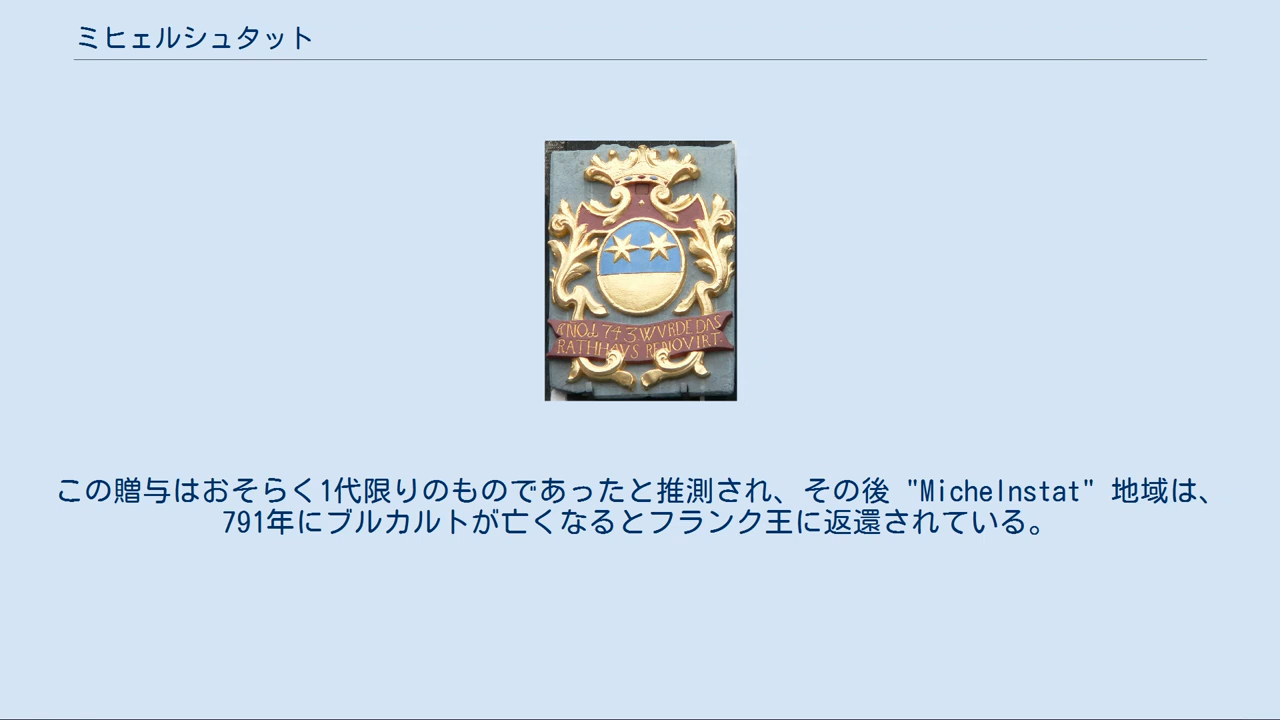 ミヒェルシュタット
ANO 1743 WVRDE DAS
RATHHAVS RENOVIRT.
この贈与はおそらく1代限りのものであったと推測され、その後 "Michelnstat" 地域は、
791年にブルカルトが亡くなるとフランク王に返還されている。